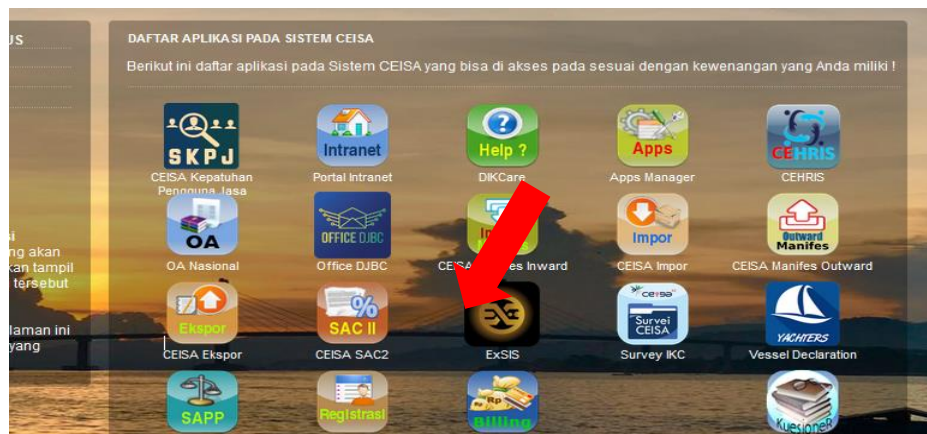 US
DAFTAR APLIKASI PADA SISTEM CEISA
Berikut ini daftar aplikasi pada Sistem CEISA yang bisa di akses pada sesuai dengan kewenangan yang Anda miliki !
SKPJ
Intranet
Help ?
Apps
CEHRIS
CEISA Kepatuhan
Pengguna Jasa
Portal Intranet
DIKCare
Apps Manager
CEHRIS
OA
OFFICE DJBC
Impor
Outward
Manifes
si
ng akan
kan tampil
tersebut
OA Nasional
Office DJBC
Inward
CEISA Impor
CEISA Manifes Outward
Ekspor
%
SAC II
ceisa
Survei
CEISA
YACHTERS
laman ini
yang
CEISA Ekspor
CEISA SAC2
ExSIS
Survey IKC
Vessel Declaration
SAPP
Registrasi
Rp
Rp
Billing
KuesioneR